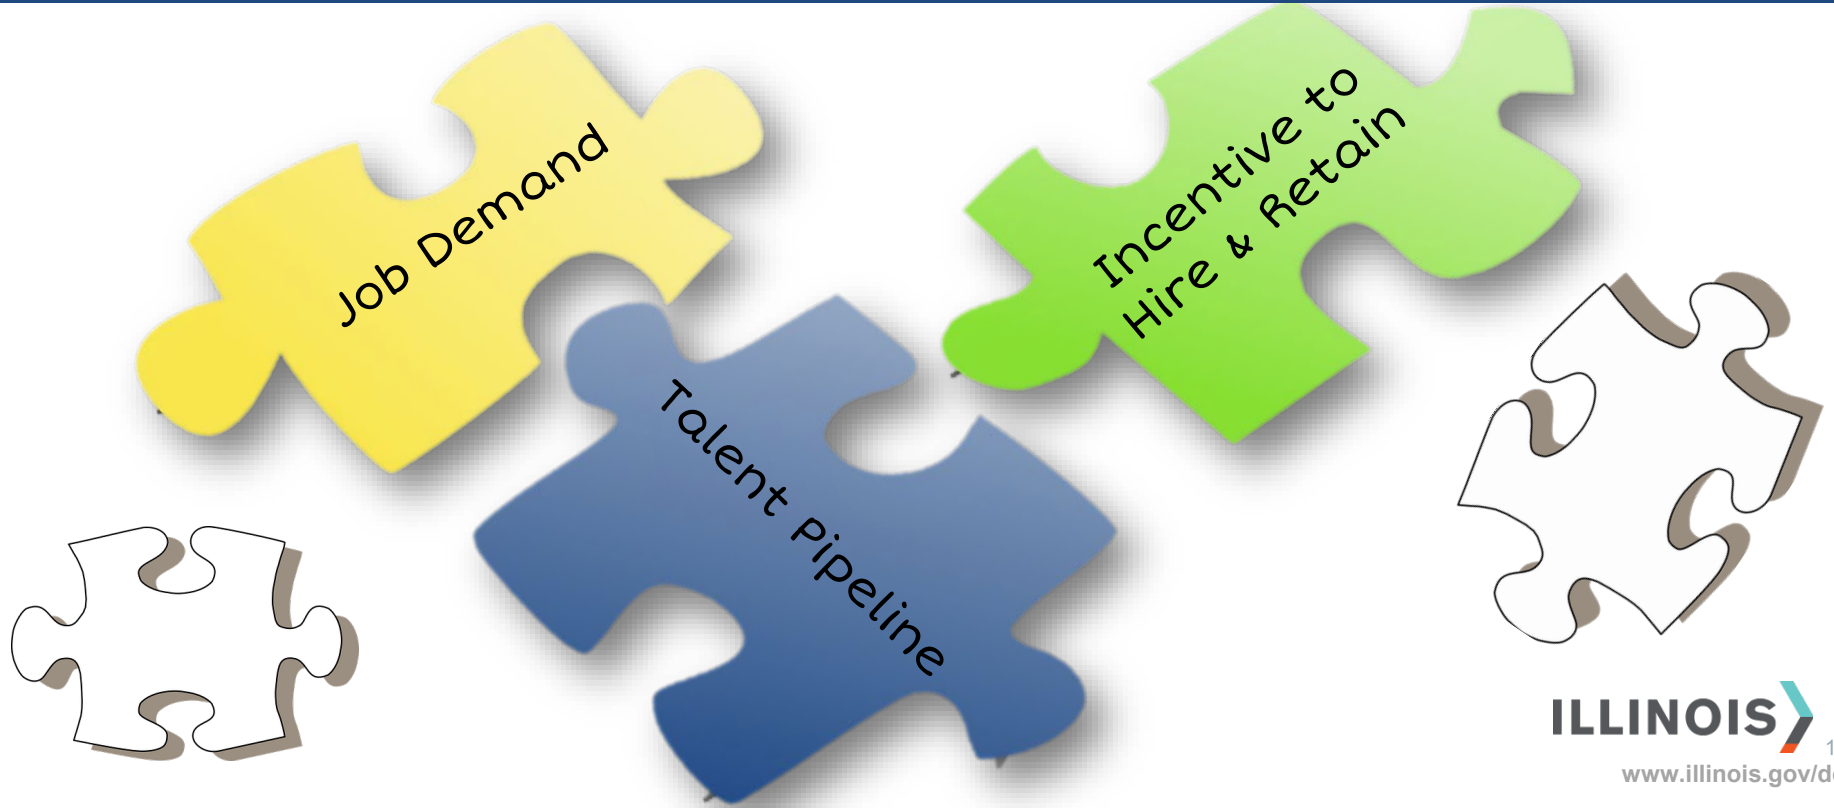 Job Demand
Incentive to
Hire & Retain
Talent Pipeline
ILLINOIS
www.illinois.gov/d